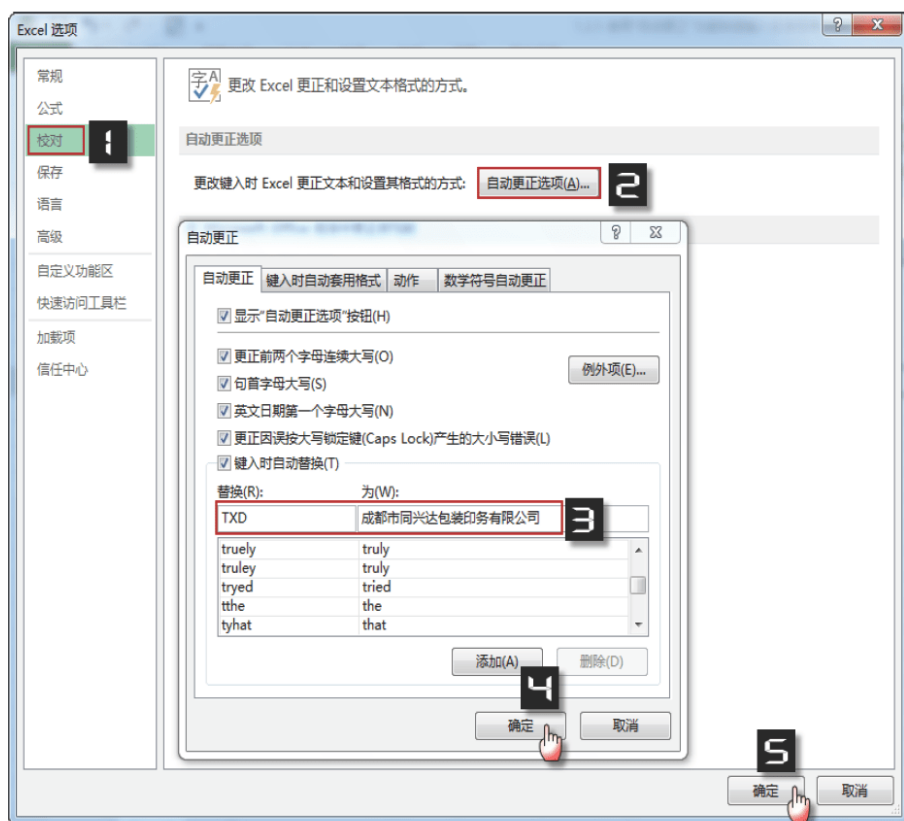 Excel 选项
常规
公式
校对
1
保存
语言
高级
自定义功能区
快速访问工具栏
加载项
信任中心
更改 Excel 更正和设置文本格式的方式。
自动更正选项
更改键入时 Excel 更正文本和设置其格式的方式: 自动更正选项(A)... 2
自动更正
自动更正 键入时自动套用格式 动作 数学符号自动更正
显示“自动更正选项”按钮(H)
更正前两个字母连续大写(O)
例外项(E)...
句首字母大写(S)
英文日期第一个字母大写(N)
更正因误按大写锁定键(Caps Lock)产生的大小写错误(L)
键入时自动替换(T)
替换(R): 为(W):
TXD 成都市同兴达包装印务有限公司 3
truely truly
truley truly
tryed tried
tthe the
tyhat that
添加(A) 删除(D)
4
确定 取消
5
确定 取消